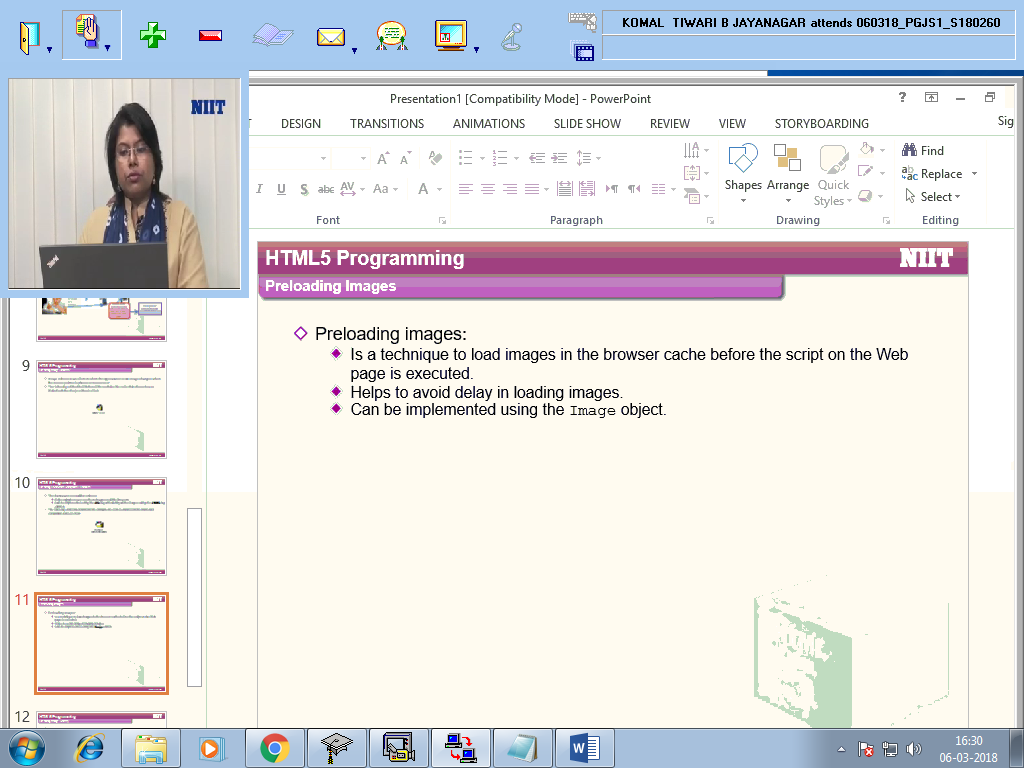 KOMAL TIWARI B JAYANAGAR attends 060318_PGJS1_S180260
NIIT
Presentation1 [Compatibility Mode] - PowerPoint
?
DESIGN TRANSITIONS ANIMATIONS SLIDE SHOW REVIEW VIEW STORYBOARDING Sig
Find
Replace
Select
I U S abc AV Aa A
Shapes Arrange Quick Styles
Font Paragraph Drawing Editing
HTML5 Programming NIIT
Preloading Images
Preloading images:
Is a technique to load images in the browser cache before the script on the Web
page is executed.
Helps to avoid delay in loading images.
Can be implemented using the Image object.
9
10
11
12
16:30
06-03-2018